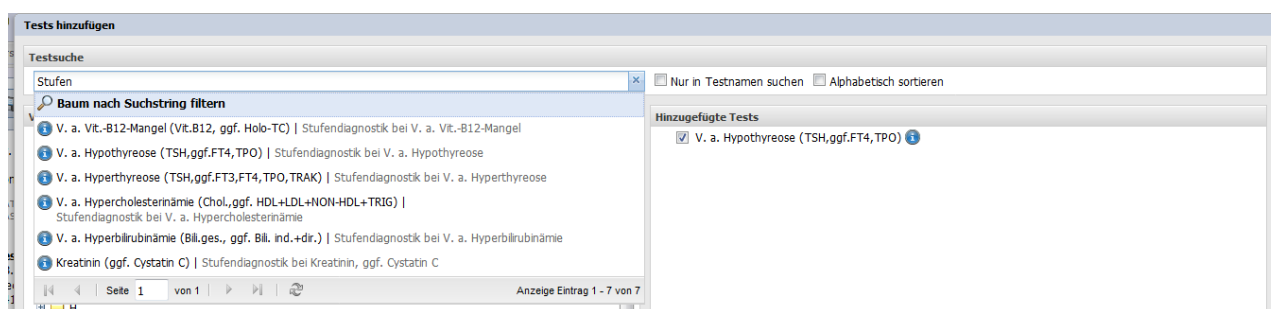 Tests hinzufügen
Testsuche
Stufen
Nur in Testnamen suchen Alphabetisch sortieren
Baum nach Suchstring filtern
V. a. Vit.-B12-Mangel (Vit.B12, ggf. Holo-TC) | Stufendiagnostik bei V. a. Vit.-B12-Mangel
Hinzugefügte Tests
V. a. Hypothyreose (TSH,ggf.FT4,TPO)
V. a. Hypothyreose (TSH,ggf.FT4,TPO) | Stufendiagnostik bei V. a. Hypothyreose
V. a. Hyperthyreose (TSH,ggf.FT3,FT4,TPO,TRAK) | Stufendiagnostik bei V. a. Hyperthyreose
V. a. Hypercholesterinämie (Chol.,ggf. HDL+LDL+NON-HDL+TRIG) |
Stufendiagnostik bei V. a. Hypercholesterinämie
V. a. Hyperbilirubinämie (Bili.ges., ggf. Bili. ind.+dir.) | Stufendiagnostik bei V. a. Hyperbilirubinämie
Kreatinin (ggf. Cystatin C) | Stufendiagnostik bei Kreatinin, ggf. Cystatin C
Seite 1 von 1
Anzeige Eintrag 1 - 7 von 7